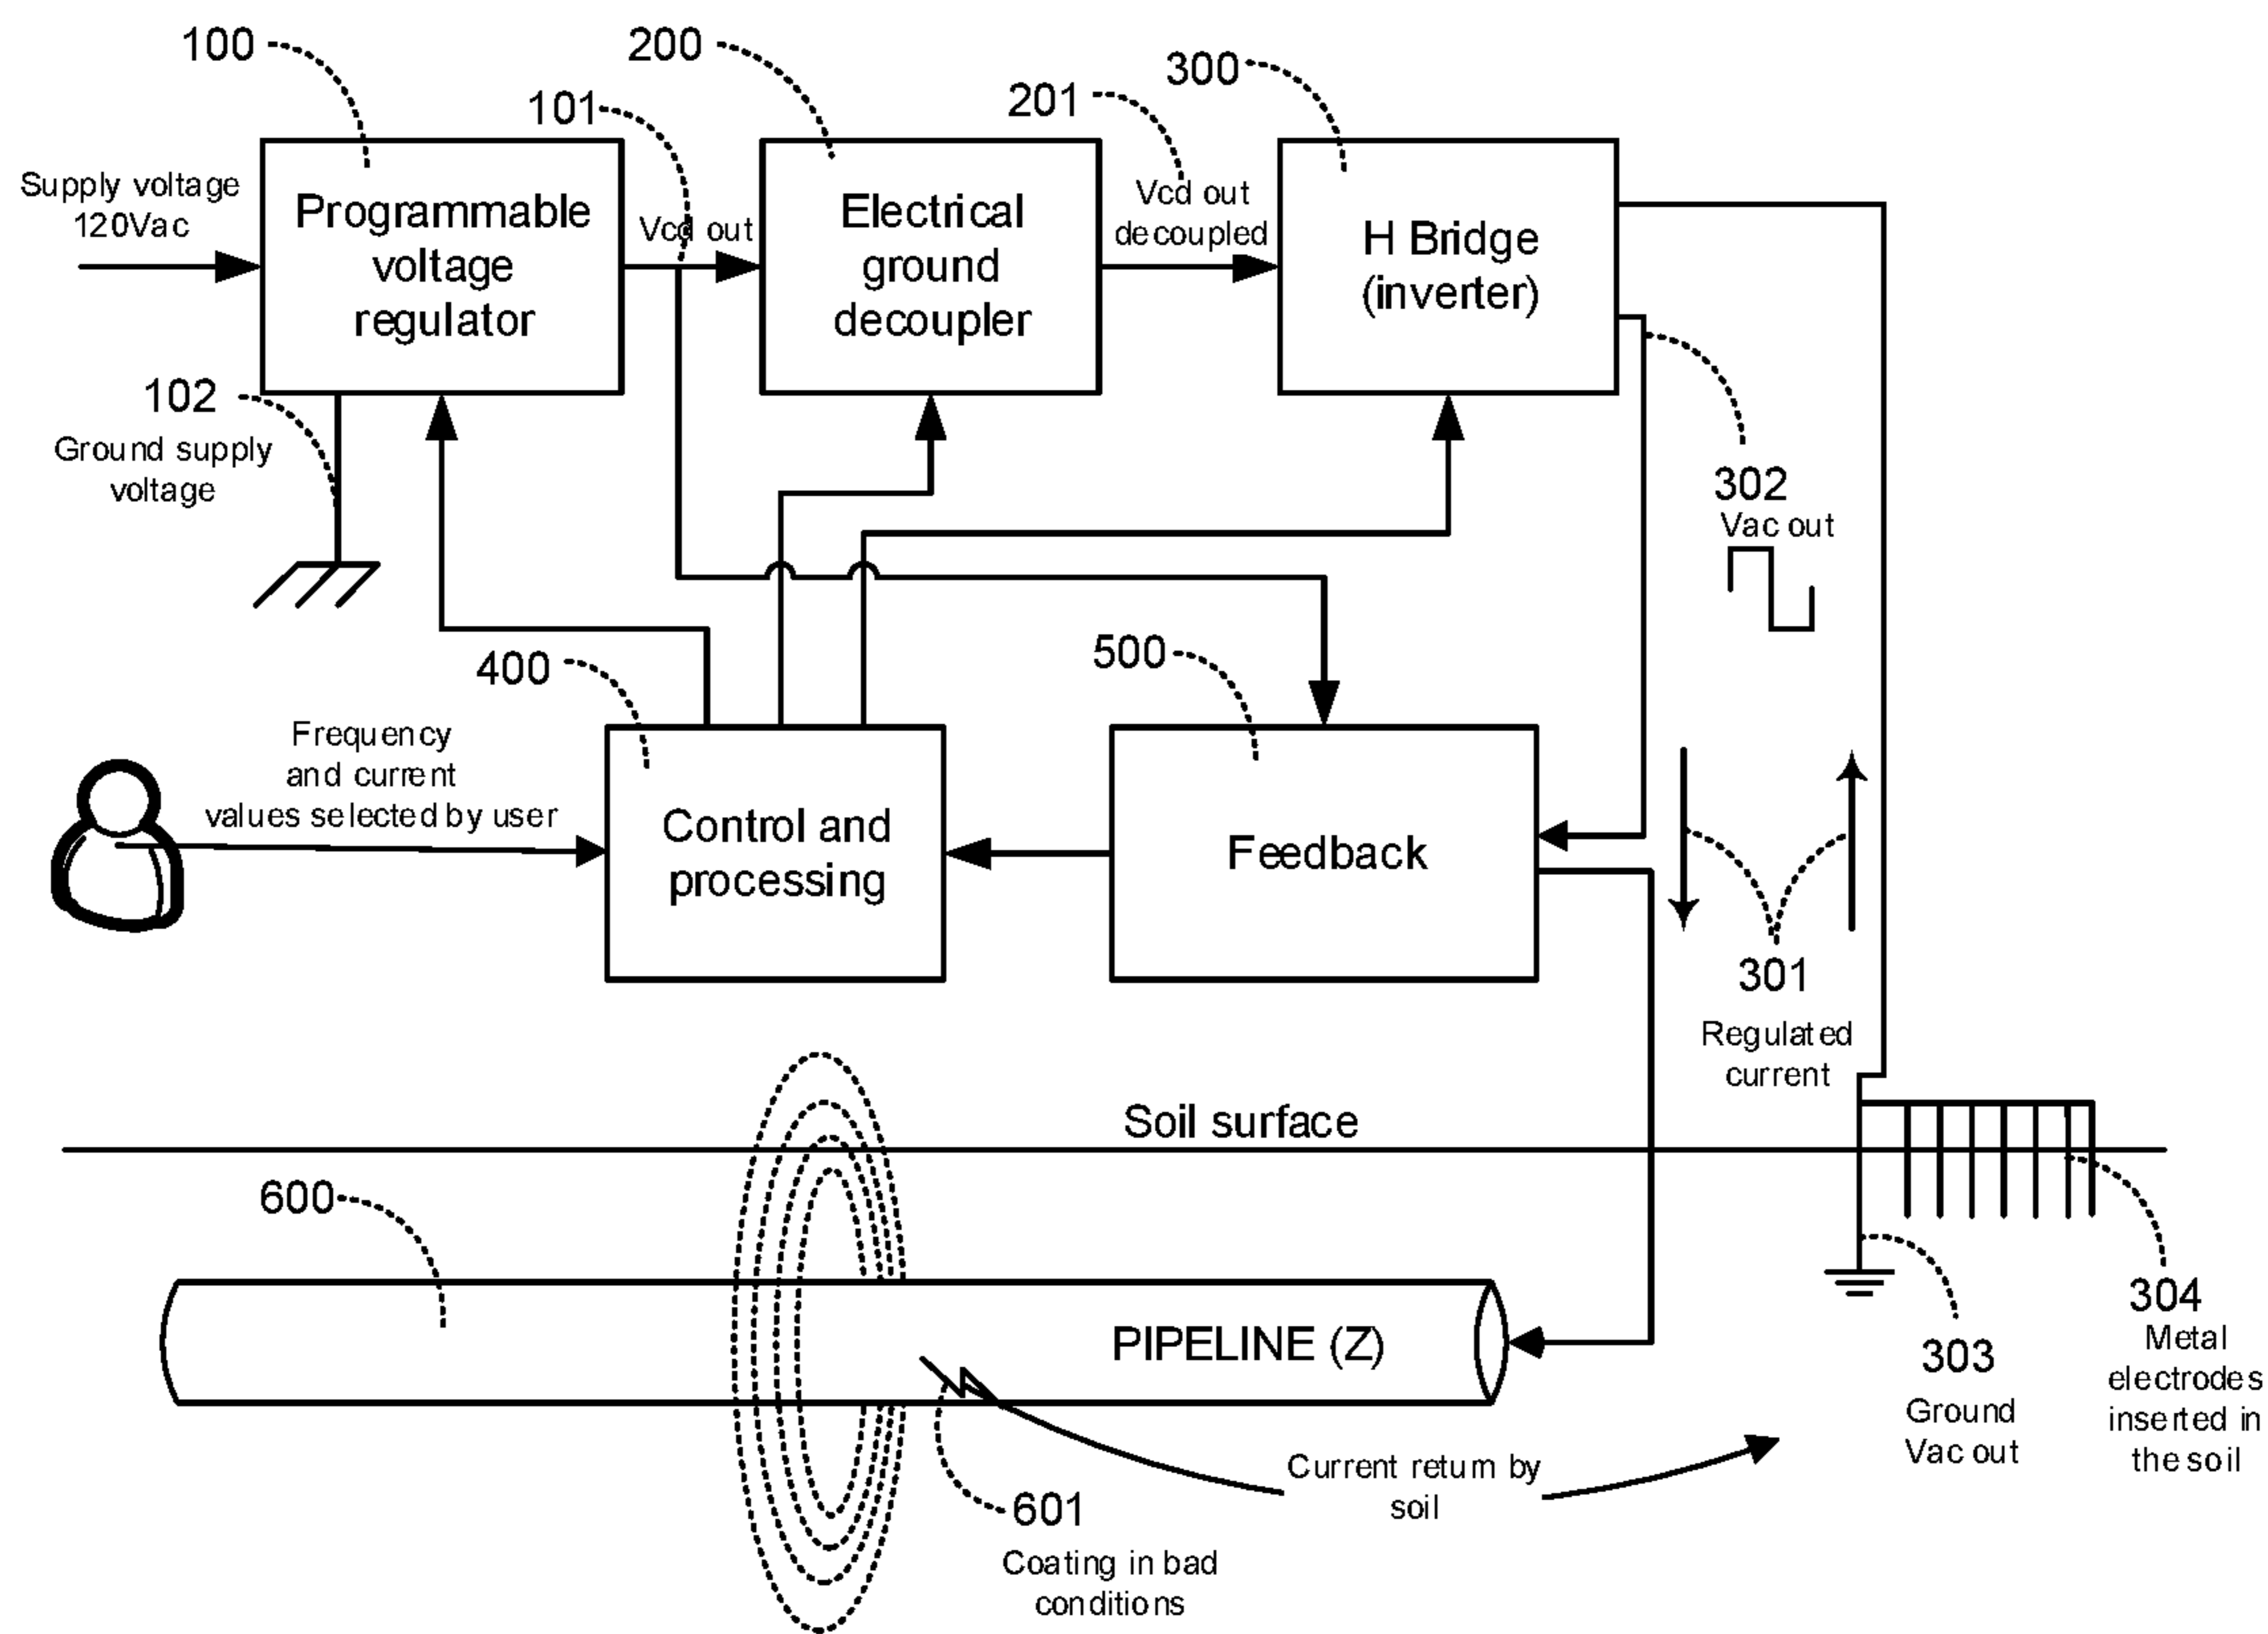 100
200
300
101
201
Supply voltage
120Vac
Programmable
voltage
regulator
Vcd out
Electrical
ground
decoupler
Vcd out
decoupled
H Bridge
(inverter)
102
Ground supply
voltage
302
Vac out
400
500
Frequency
and current
values selected by user
Control and
processing
Feedback
301
Regulated
current
Soil surface
600
PIPELINE (Z)
304
Metal
electrodes
inserted in
the soil
303
Ground
Vac out
Current return by
soil
601
Coating in bad
conditions